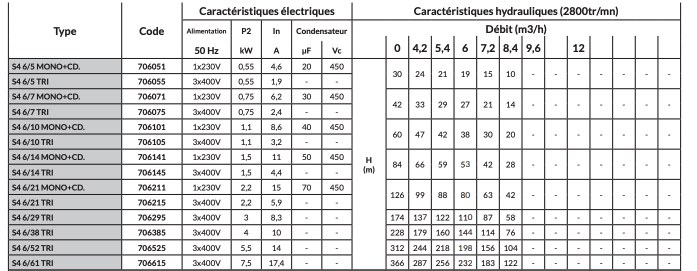 Caractéristiques électriques Caractéristiques hydrauliques (2800tr/mn)
Type Code Alimentation P2 In Condensateur Débit (m3/h)
50 Hz kW A µF Vc 0 4,2 5,4 6 7,2 8,4 9,6 12
S4 6/5 MONO+CD. 706051 1x230V 0,55 4,6 20 450 30 24 21 19 15 10 - - - - - - -
S4 6/5 TRI 706055 3x400V 0,55 1,9 - -
S4 6/7 MONO+CD. 706071 1x230V 0,75 6,2 30 450 42 33 29 27 21 14 - - - - - - -
S4 6/7 TRI 706075 3x400V 0,75 2,4 - -
S4 6/10 MONO+CD. 706101 1x230V 1,1 8,6 40 450 60 47 42 38 30 20 - - - - - - -
S4 6/10 TRI 706105 3x400V 1,1 3,2 - -
S4 6/14 MONO+CD. 706141 1x230V 1,5 11 50 450 H (m) 84 66 59 53 42 28 - - - - - - -
S4 6/14 TRI 706145 3x400V 1,5 4,4 - -
S4 6/21 MONO+CD. 706211 1x230V 2,2 15 70 450 126 99 88 80 63 42 - - - - - - -
S4 6/21 TRI 706215 3x400V 2,2 5,9 - -
S4 6/29 TRI 706295 3x400V 3 8,3 - - 174 137 122 110 87 58 - - - - - - -
S4 6/38 TRI 706385 3x400V 4 10 - - 228 179 160 144 114 76 - - - - - - -
S4 6/52 TRI 706525 3x400V 5,5 14 - - 312 244 218 198 156 104 - - - - - - -
S4 6/61 TRI 706615 3x400V 7,5 17,4 - - 366 287 256 232 183 122 - - - - - - -